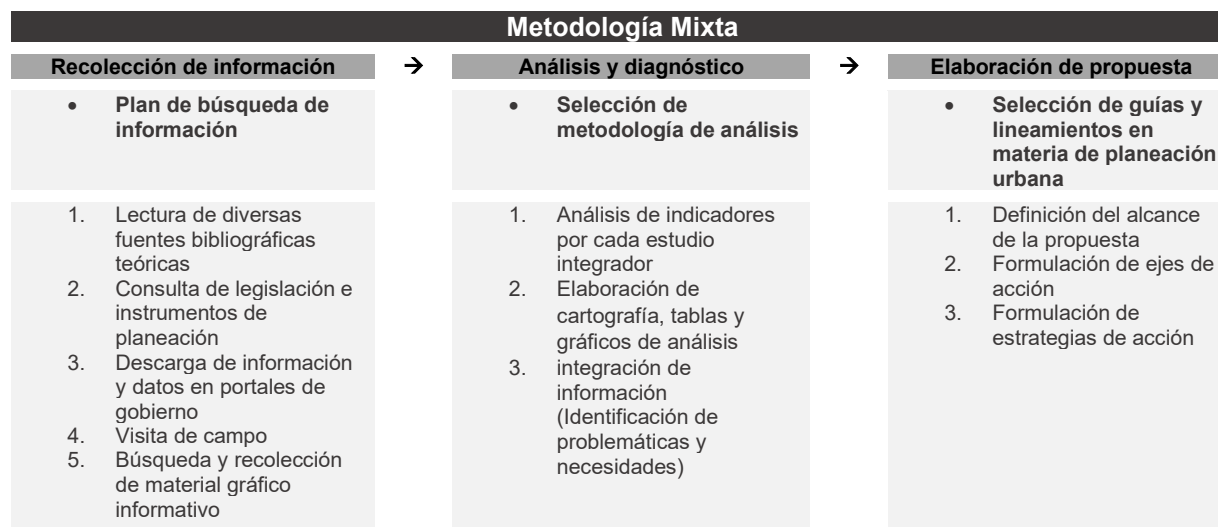 Metodología Mixta
Recolección de información → Análisis y diagnóstico → Elaboración de propuesta
• Plan de búsqueda de
información
• Selección de
metodología de análisis
• Selección de guías y
lineamientos en
materia de planeación
urbana
1. Lectura de diversas
fuentes bibliográficas
teóricas
2. Consulta de legislación e
instrumentos de
planeación
3. Descarga de información
y datos en portales de
gobierno
4. Visita de campo
5. Búsqueda y recolección
de material gráfico
informativo
1. Análisis de indicadores
por cada estudio
integrador
2. Elaboración de
cartografía, tablas y
gráficos de análisis
3. integración de
información
(Identificación de
problemáticas y
necesidades)
1. Definición del alcance
de la propuesta
2. Formulación de ejes de
acción
3. Formulación de
estrategias de acción